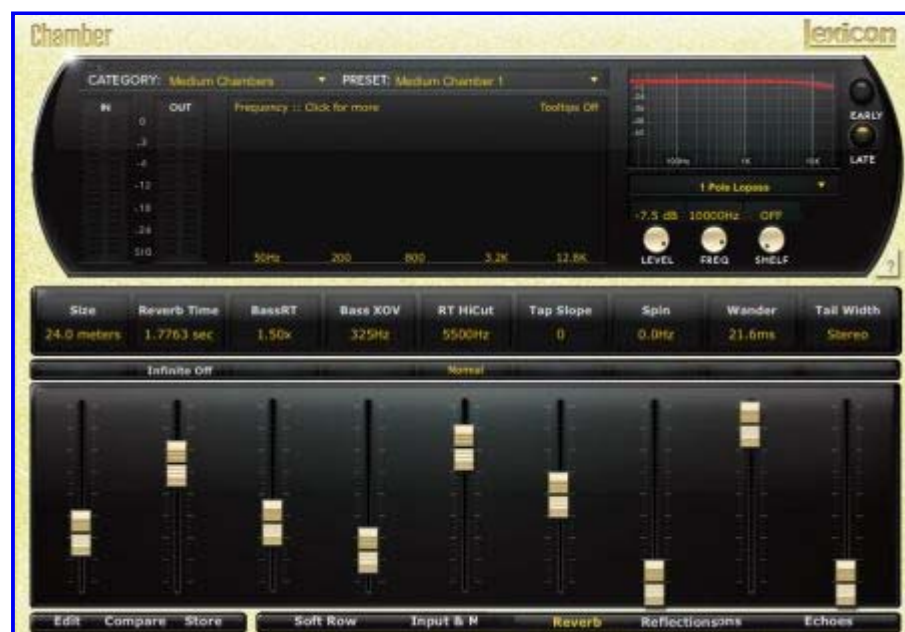 Chamber
lexicon
CATEGORY: Medium Chambers PRESET: Medium Chamber 1
IN OUT Frequency :: Click for more Tooltips Off
0
-3
-6
-12
-18
-24
SIG
50Hz 200 800 3.2K 12.8K
100Hz 1K 10K
EARLY
LATE
1 Pole Lopass
-7.5 dB 10000Hz OFF
LEVEL FREQ SHELF
?
Size Reverb Time BassRT Bass XOV RT HiCut Tap Slope Spin Wander Tail Width
24.0 meters 1.7763 sec 1.50x 325Hz 5500Hz 0 0.0Hz 21.6ms Stereo
Infinite Off Normal
Edit Compare Store Soft Row Input & M Reverb Reflections ons Echoes